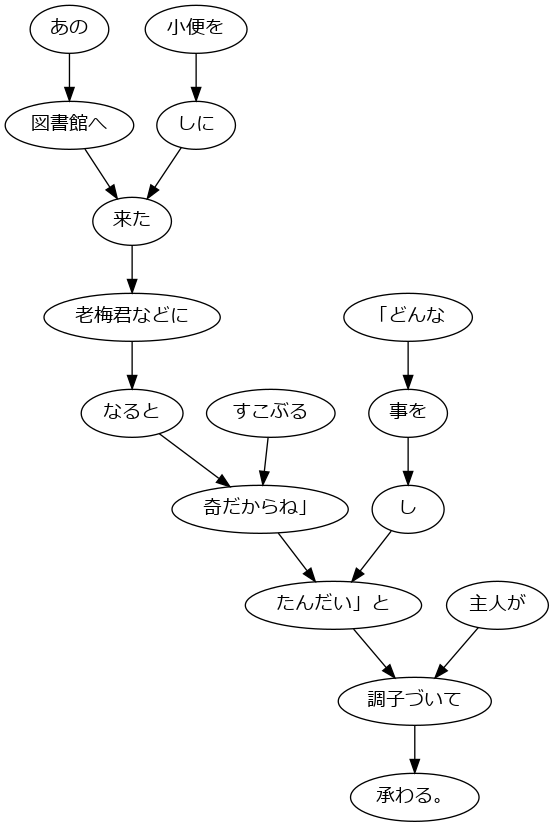 あの
小便を
図書館へ
しに
来た
老梅君などに
「どんな
なると
すこぶる
事を
奇だからね」
し
たんだい」と
主人が
調子づいて
承わる。